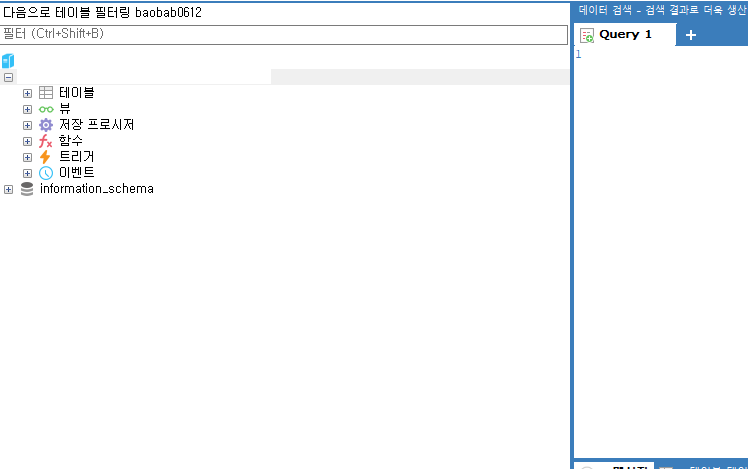 다음으로 테이블 필터링 baobab0612
필터 (Ctrl+Shift+B)
테이블
뷰
저장 프로시저
함수
트리거
이벤트
information_schema
데이터 검색 - 검색 결과로 더욱 생산
Query 1
1